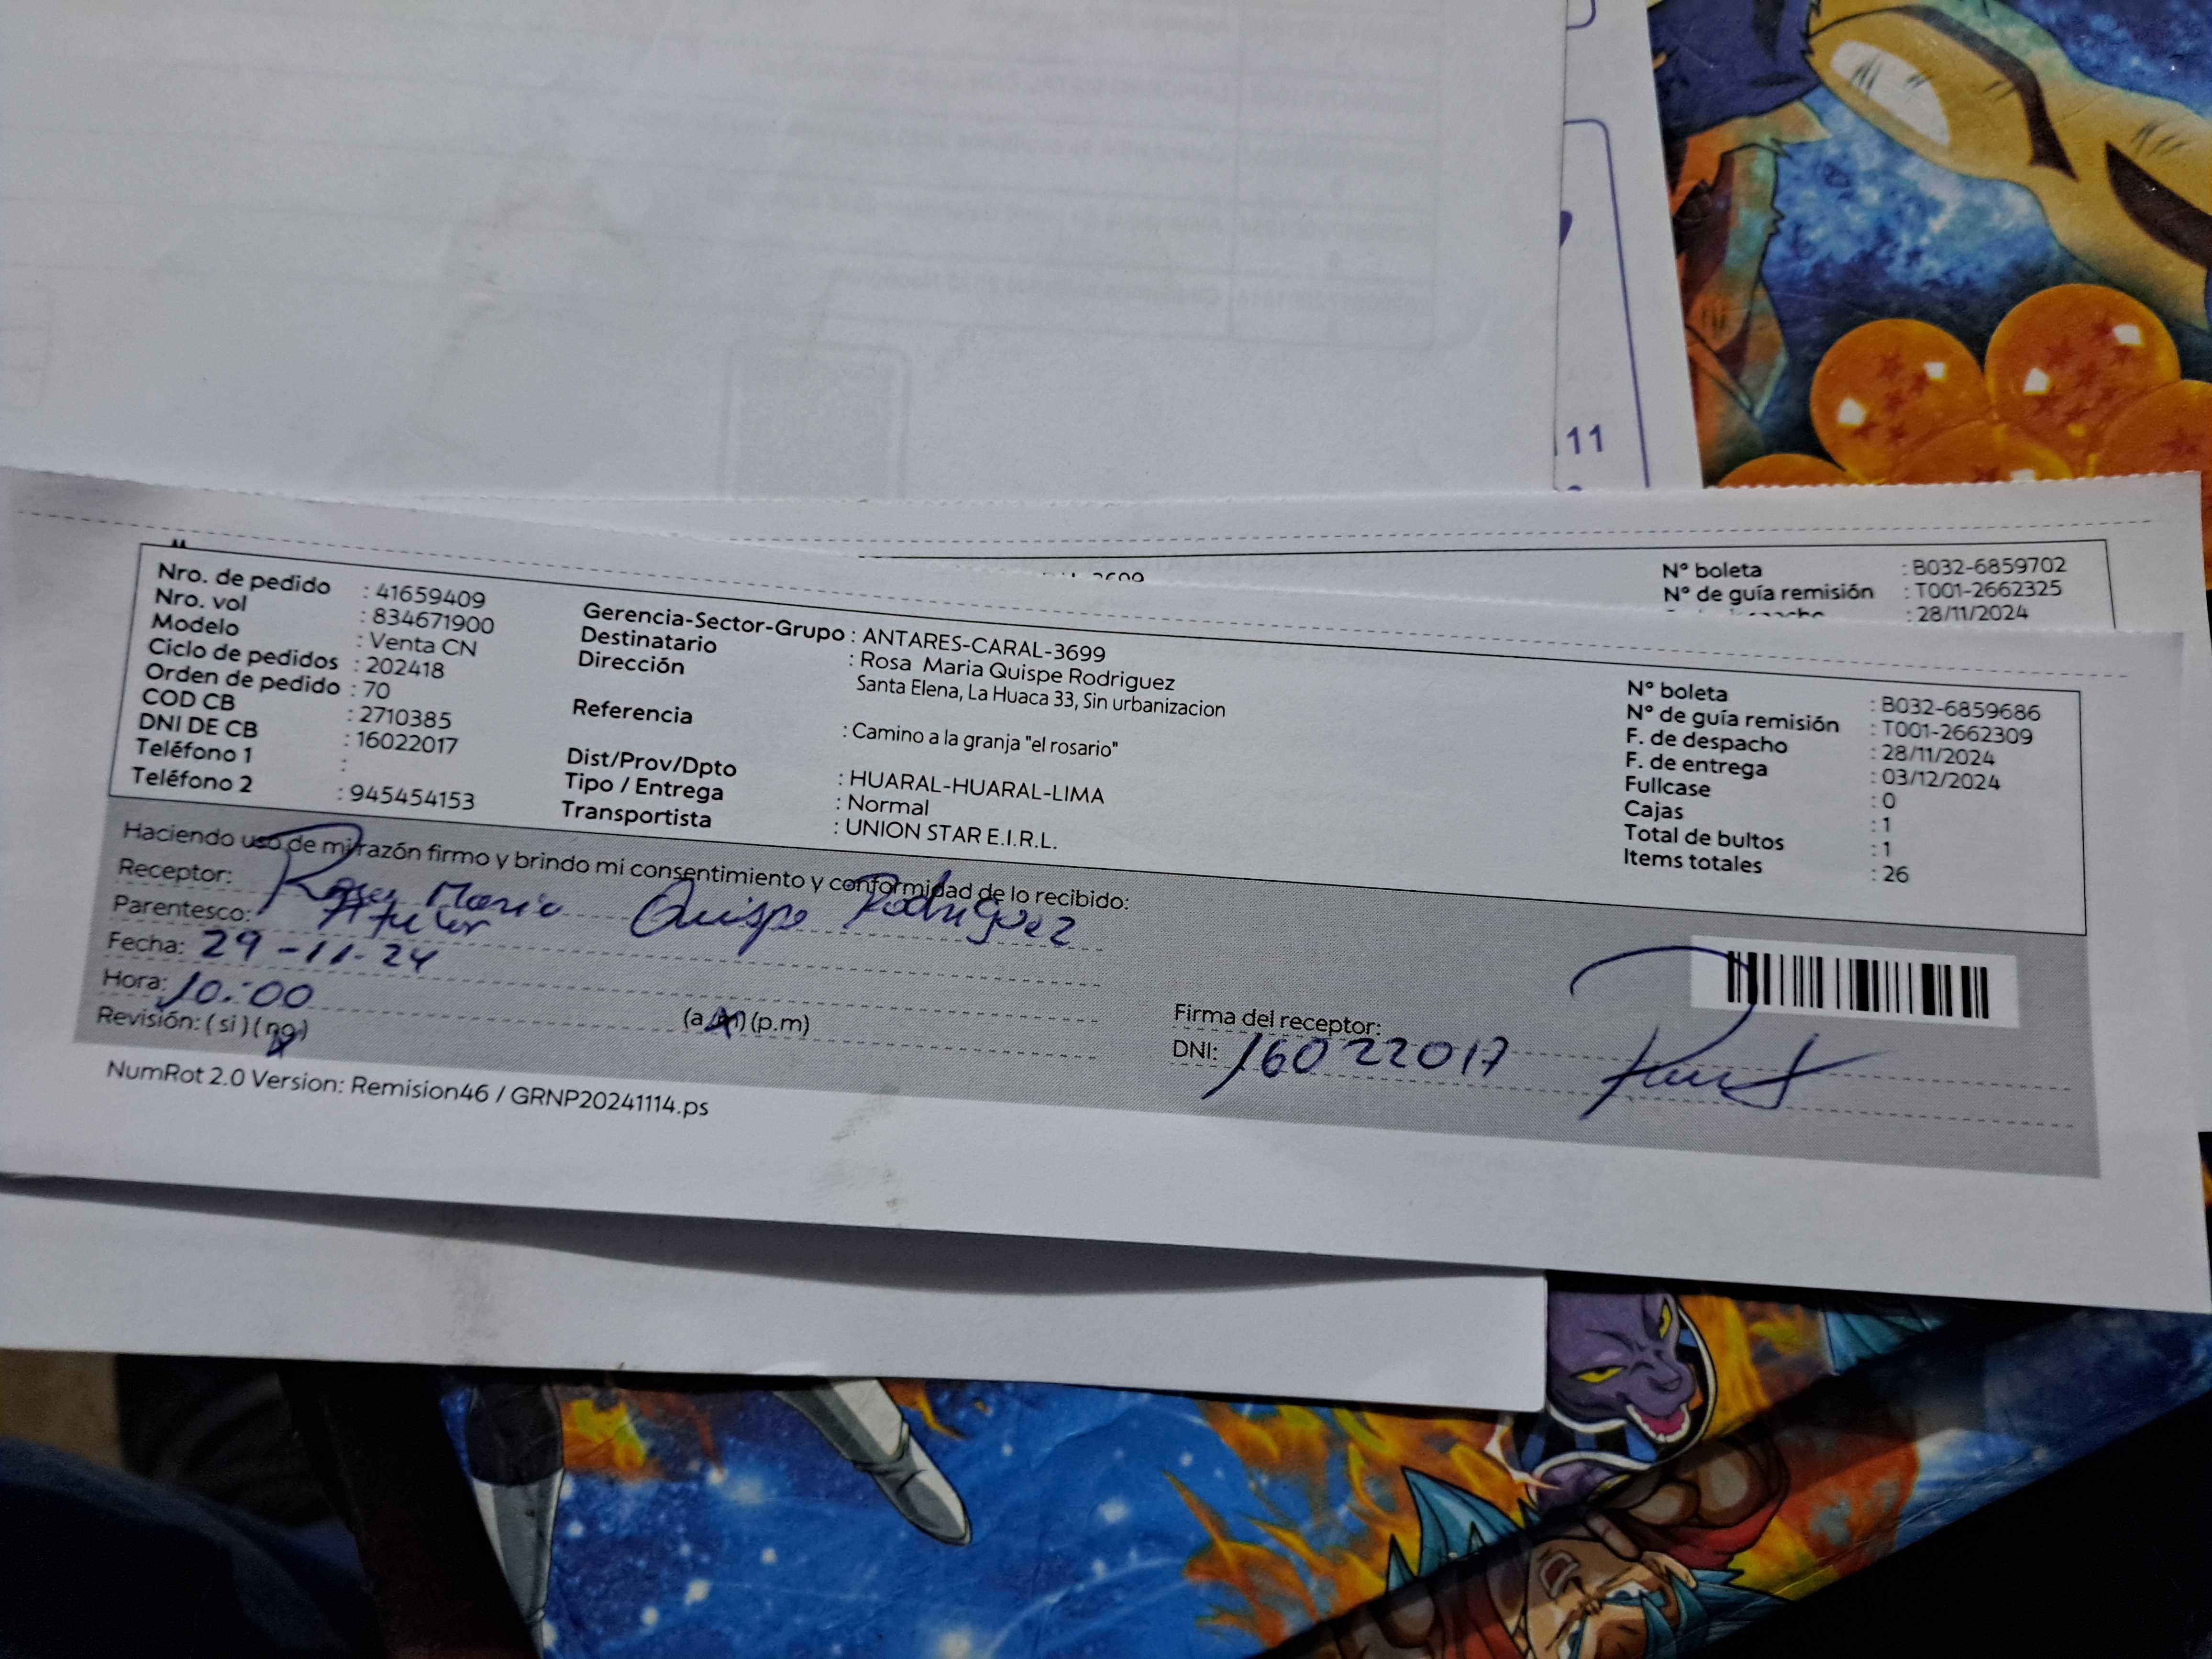 11
3699
N° boleta : B032-6859702
N° de guía remisión : T001-2662325
: 28/11/2024
Nro. de pedido : 41659409
Nro. vol : 834671900
Modelo : Venta CN
Ciclo de pedidos : 202418
Orden de pedido : 70
COD CB : 2710385
DNI DE CB : 16022017
Teléfono 1 :
Teléfono 2 : 945454153
Gerencia-Sector-Grupo : ANTARES-CARAL-3699
Destinatario : Rosa Maria Quispe Rodriguez
Dirección Santa Elena, La Huaca 33, Sin urbanizacion
Referencia : Camino a la granja "el rosario"
Dist/Prov/Dpto : HUARAL-HUARAL-LIMA
Tipo / Entrega : Normal
Transportista : UNION STAR E.I.R.L.
N° boleta : B032-6859686
N° de guía remisión : T001-2662309
F. de despacho : 28/11/2024
F. de entrega : 03/12/2024
Fullcase : 0
Cajas : 1
Total de bultos : 1
Items totales : 26
Haciendo uso de mi razón firmo y brindo mi consentimiento y conformidad de lo recibido:
Receptor: Rosa Maria Quispe Rodriguez
Parentesco:
Fecha: 29-11-24
Hora: 10:00 (a.m) (p.m)
Revisión: ( si ) ( no )
Firma del receptor:
DNI: 16022017
NumRot 2.0 Version: Remision46 / GRNP20241114.ps